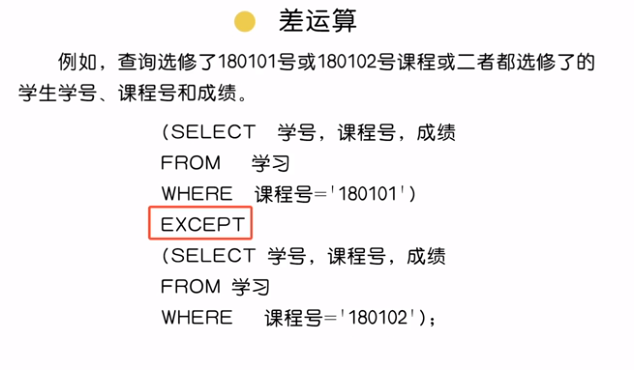 差运算
例如，查询选修了180101号或180102号课程或二者都选修了的
学生学号、课程号和成绩。
(SELECT 学号，课程号，成绩
FROM 学习
WHERE 课程号='180101')
EXCEPT
(SELECT 学号，课程号，成绩
FROM 学习
WHERE 课程号='180102')；